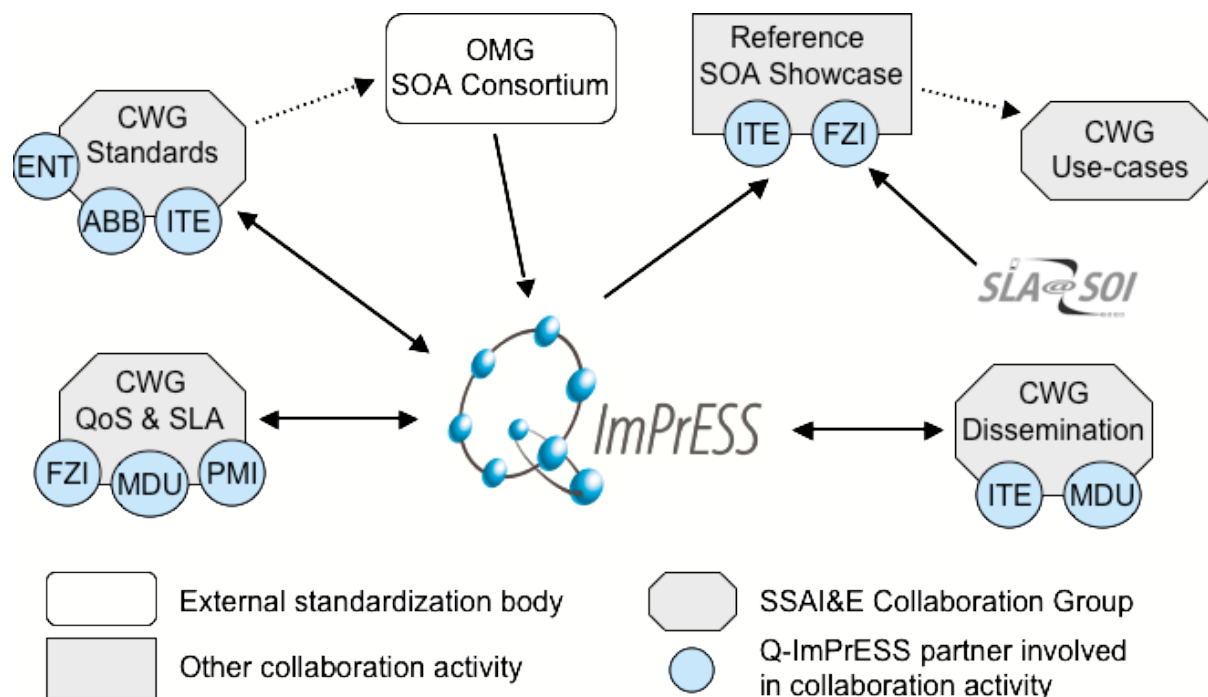 OMG
SOA Consortium
Reference
SOA Showcase
ITE
FZI
CWG
Standards
ENT
ABB
ITE
CWG
Use-cases
SLA@SOI
CWG
QoS & SLA
FZI
MDU
PMI
ImPrESS
CWG
Dissemination
ITE
MDU
External standardization body
SSAI&E Collaboration Group
Other collaboration activity
Q-ImPrESS partner involved
in collaboration activity